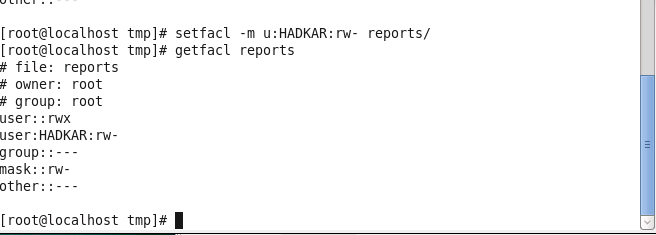 other::---
[root@localhost tmp]# setfacl -m u:HADKAR:rw- reports/
[root@localhost tmp]# getfacl reports
# file: reports
# owner: root
# group: root
user::rwx
user:HADKAR:rw-
group::---
mask::rw-
other::---
[root@localhost tmp]#